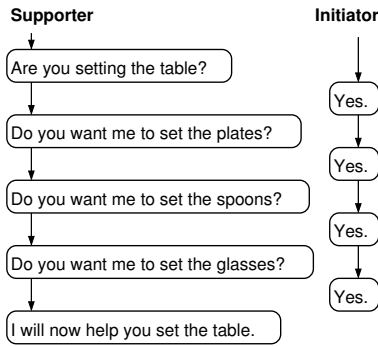 Supporter Initiator
Are you setting the table?
Yes.
Do you want me to set the plates?
Yes.
Do you want me to set the spoons?
Yes.
Do you want me to set the glasses?
Yes.
I will now help you set the table.